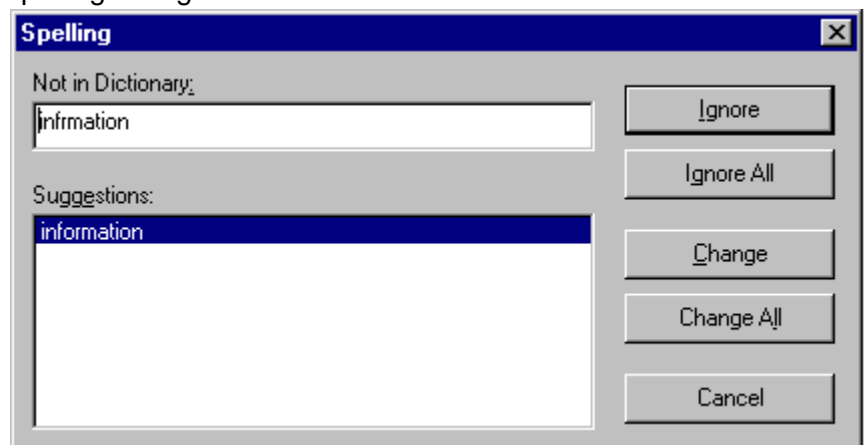 Spelling
Not in Dictionary:
infrmation
Ignore
Ignore All
Suggestions:
information
Change
Change All
Cancel